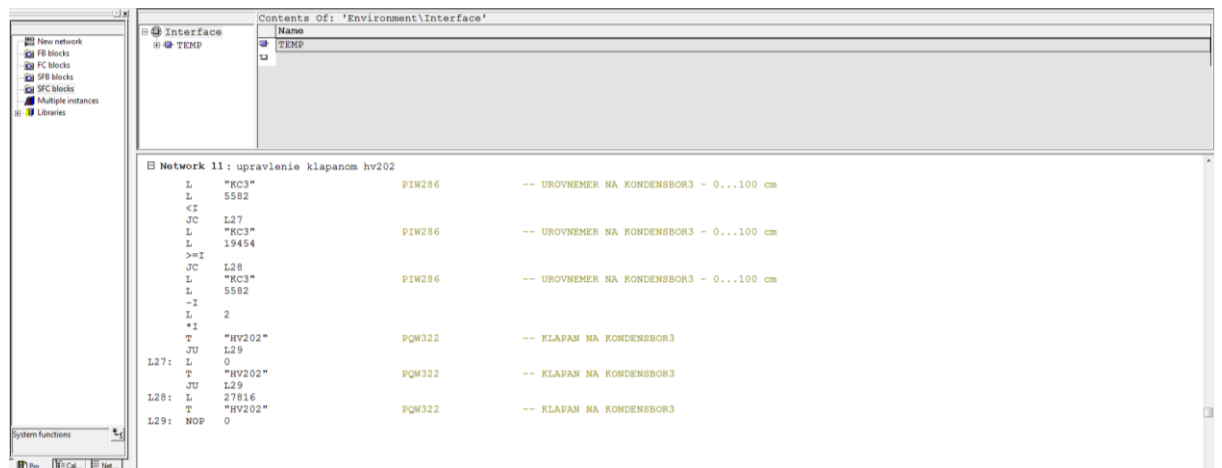 Contents Of: 'Environment\Interface'
Interface
Name
TEMP
TEMP
New network
FB blocks
FC blocks
SFB blocks
SFC blocks
Multiple instances
Libraries
Network 11: upravlenie klapanom hv202
L "KC3" PIW286 -- UROVNEMER NA KONDENSBOR3 - 0...100 cm
L 5582
<I
JC L27
L "KC3" PIW286 -- UROVNEMER NA KONDENSBOR3 - 0...100 cm
L 19454
>=I
JC L28
L "KC3" PIW286 -- UROVNEMER NA KONDENSBOR3 - 0...100 cm
L 5582
-I
L 2
*I
T "HV202" PQW322 -- KLAPAN NA KONDENSBOR3
JU L29
L27: L 0
T "HV202" PQW322 -- KLAPAN NA KONDENSBOR3
JU L29
L28: L 27816
T "HV202" PQW322 -- KLAPAN NA KONDENSBOR3
L29: NOP 0
System functions
Pro... Cal... Net...